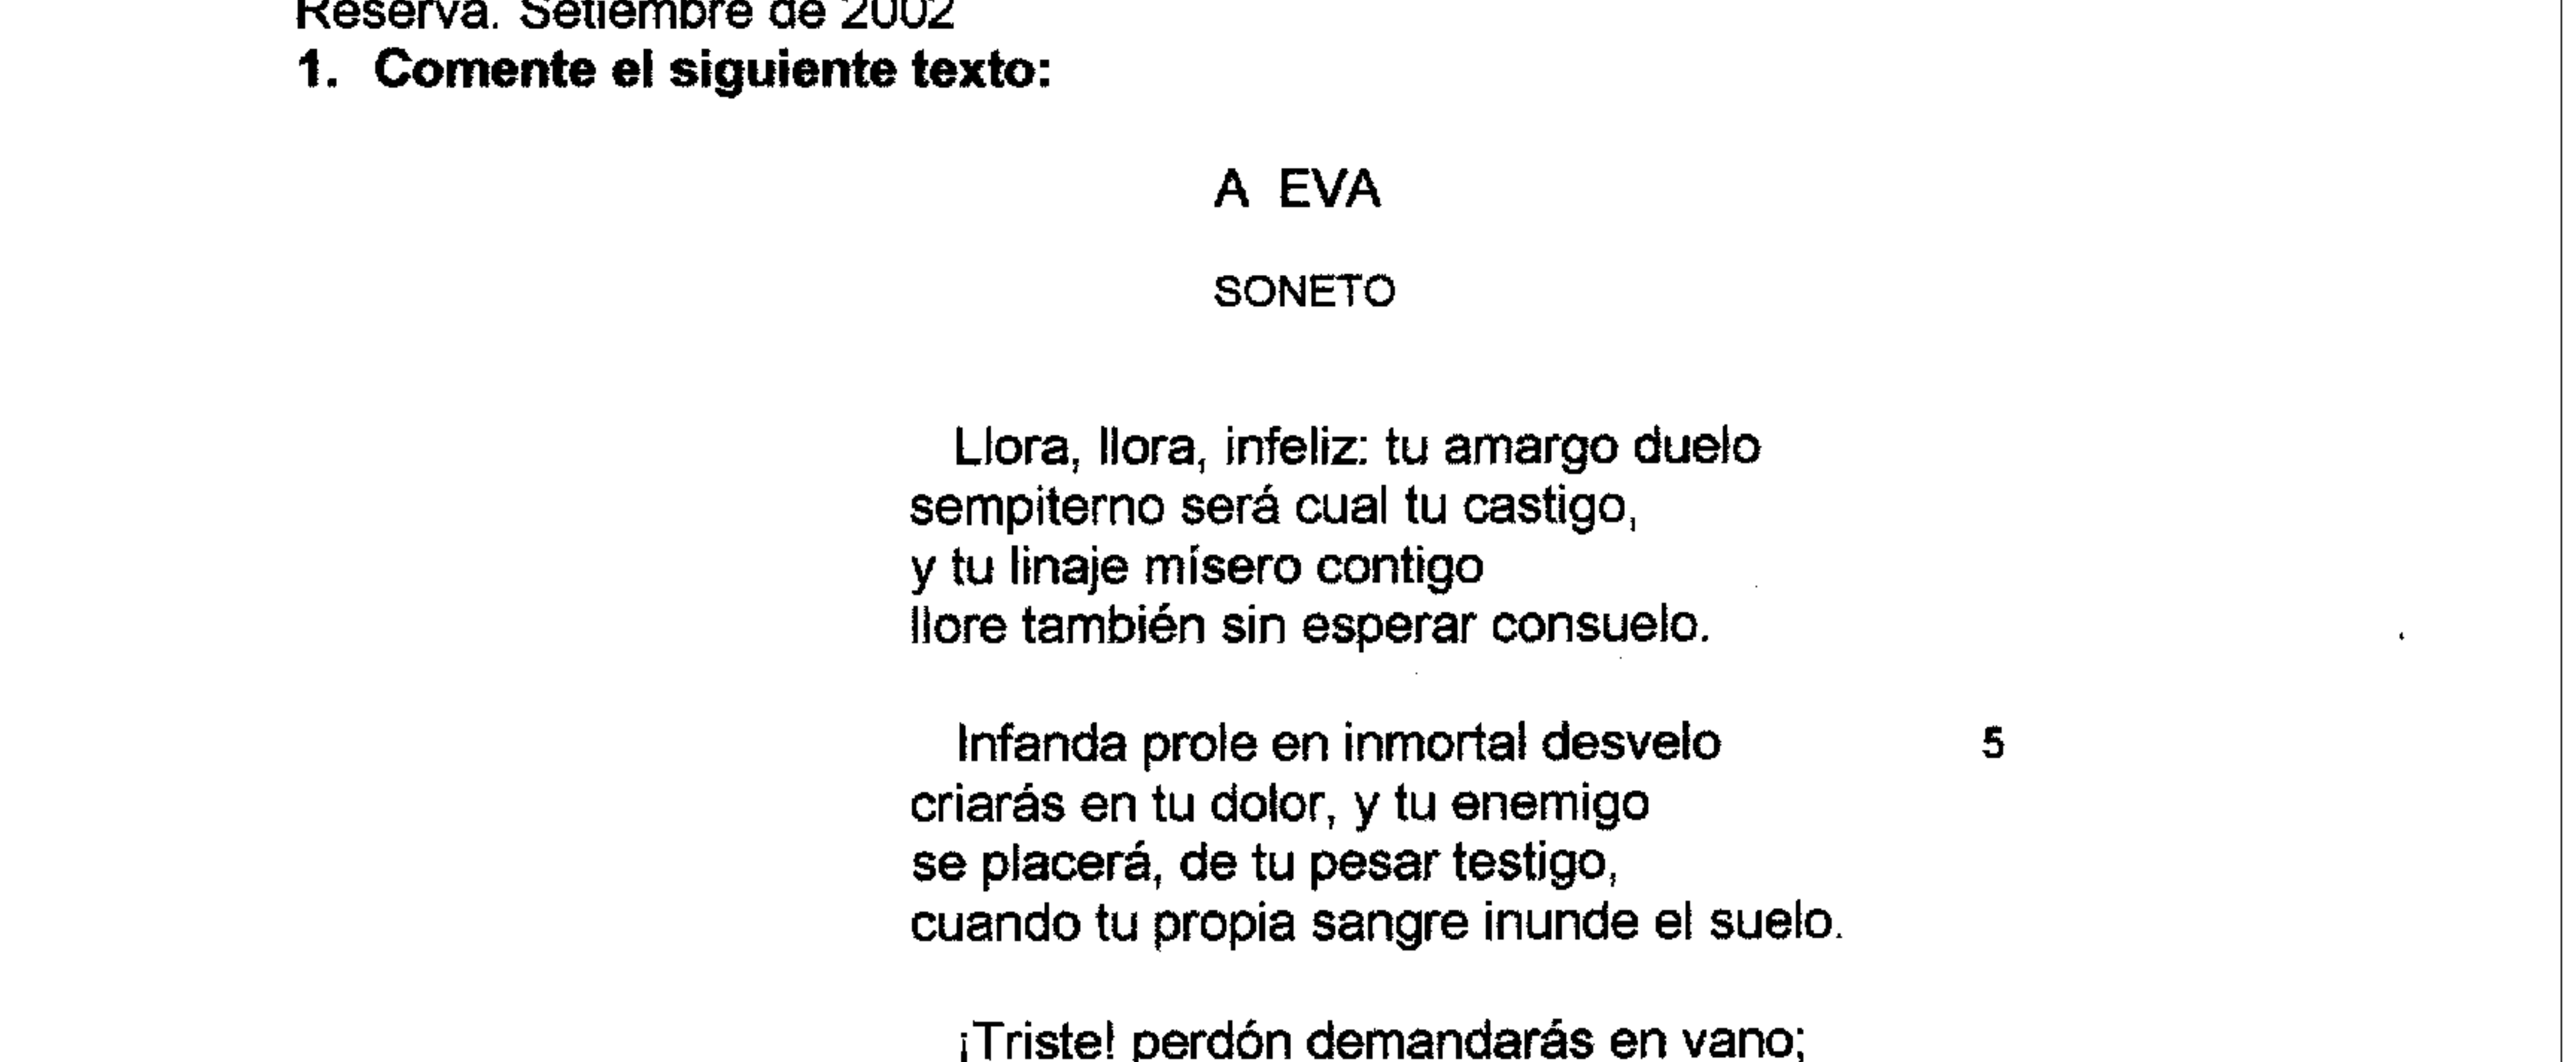 Reserva. Setiembre de 2002
1. Comente el siguiente texto:
A EVA
SONETO
Llora, llora, infeliz: tu amargo duelo
sempiterno será cual tu castigo,
y tu linaje mísero contigo
llore también sin esperar consuelo.
Infanda prole en inmortal desvelo 5
criarás en tu dolor, y tu enemigo
se placerá, de tu pesar testigo,
cuando tu propia sangre inunde el suelo.
¡Triste! perdón demandarás en vano;